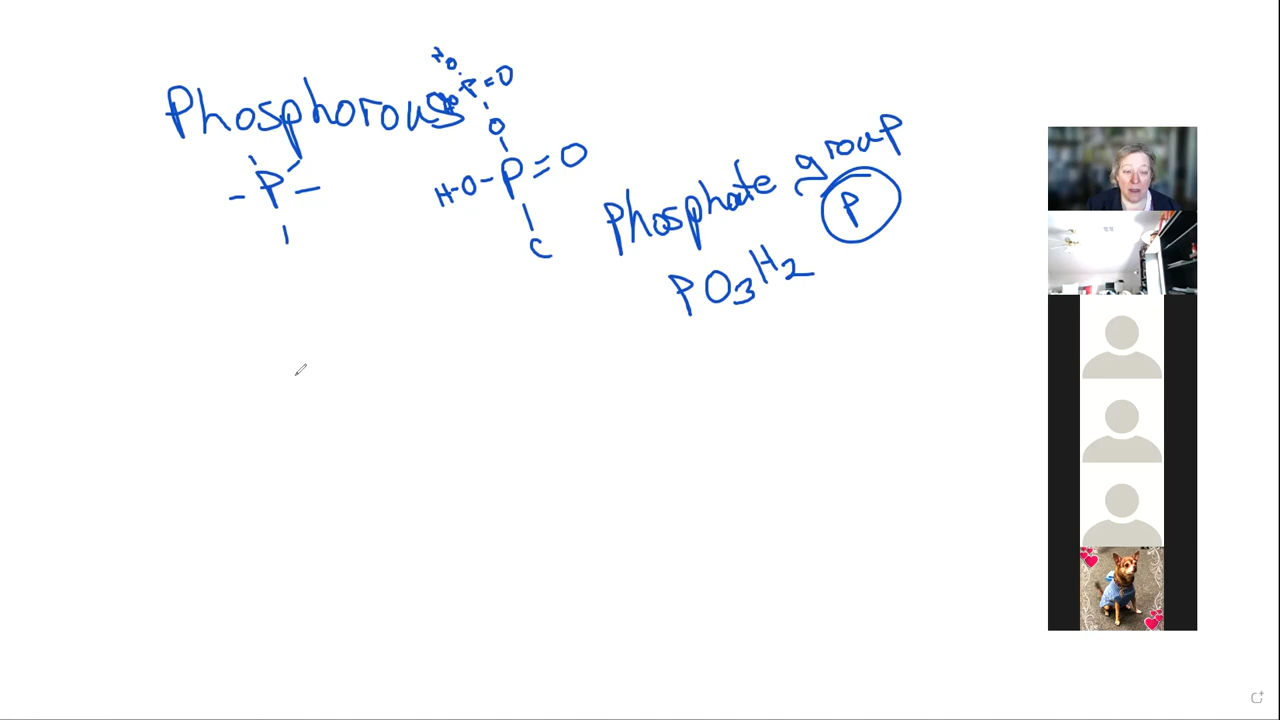 Phosphorous
H O
P=O
O
H-O-P=O
C
P
Phosphate group
P
PO3H2